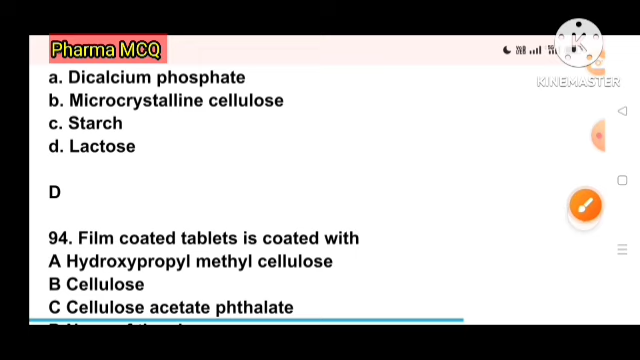 Pharma MCQ
KINEMASTER
a. Dicalcium phosphate
b. Microcrystalline cellulose
c. Starch
d. Lactose
D
94. Film coated tablets is coated with
A Hydroxypropyl methyl cellulose
B Cellulose
C Cellulose acetate phthalate